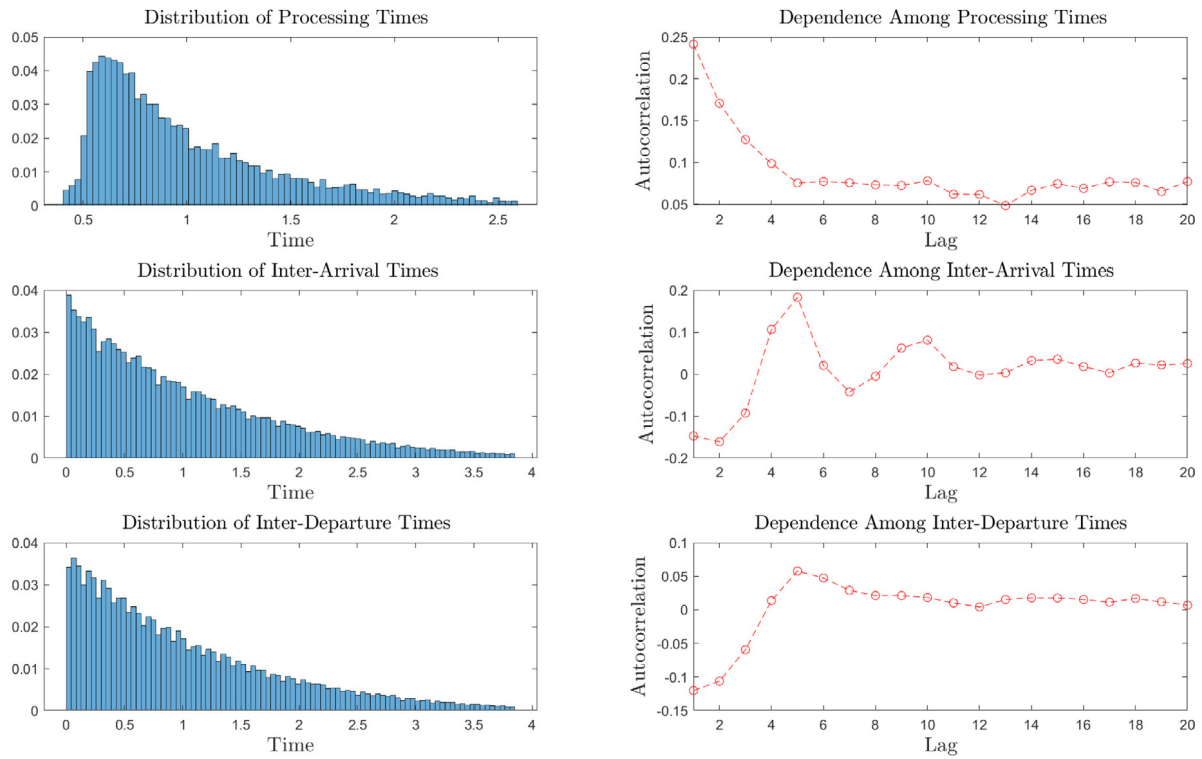 Distribution of Processing Times
0.05
0.04
0.03
0.02
0.01
0
0.5 1 1.5 2 2.5
Time
Dependence Among Processing Times
Autocorrelation
0.25
0.2
0.15
0.1
0.05
2 4 6 8 10 12 14 16 18 20
Lag
Distribution of Inter-Arrival Times
0.04
0.03
0.02
0.01
0
0 0.5 1 1.5 2 2.5 3 3.5 4
Time
Dependence Among Inter-Arrival Times
Autocorrelation
0.2
0.1
0
-0.1
-0.2
2 4 6 8 10 12 14 16 18 20
Lag
Distribution of Inter-Departure Times
0.04
0.03
0.02
0.01
0
0 0.5 1 1.5 2 2.5 3 3.5 4
Time
Dependence Among Inter-Departure Times
Autocorrelation
0.1
0.05
0
-0.05
-0.1
-0.15
2 4 6 8 10 12 14 16 18 20
Lag